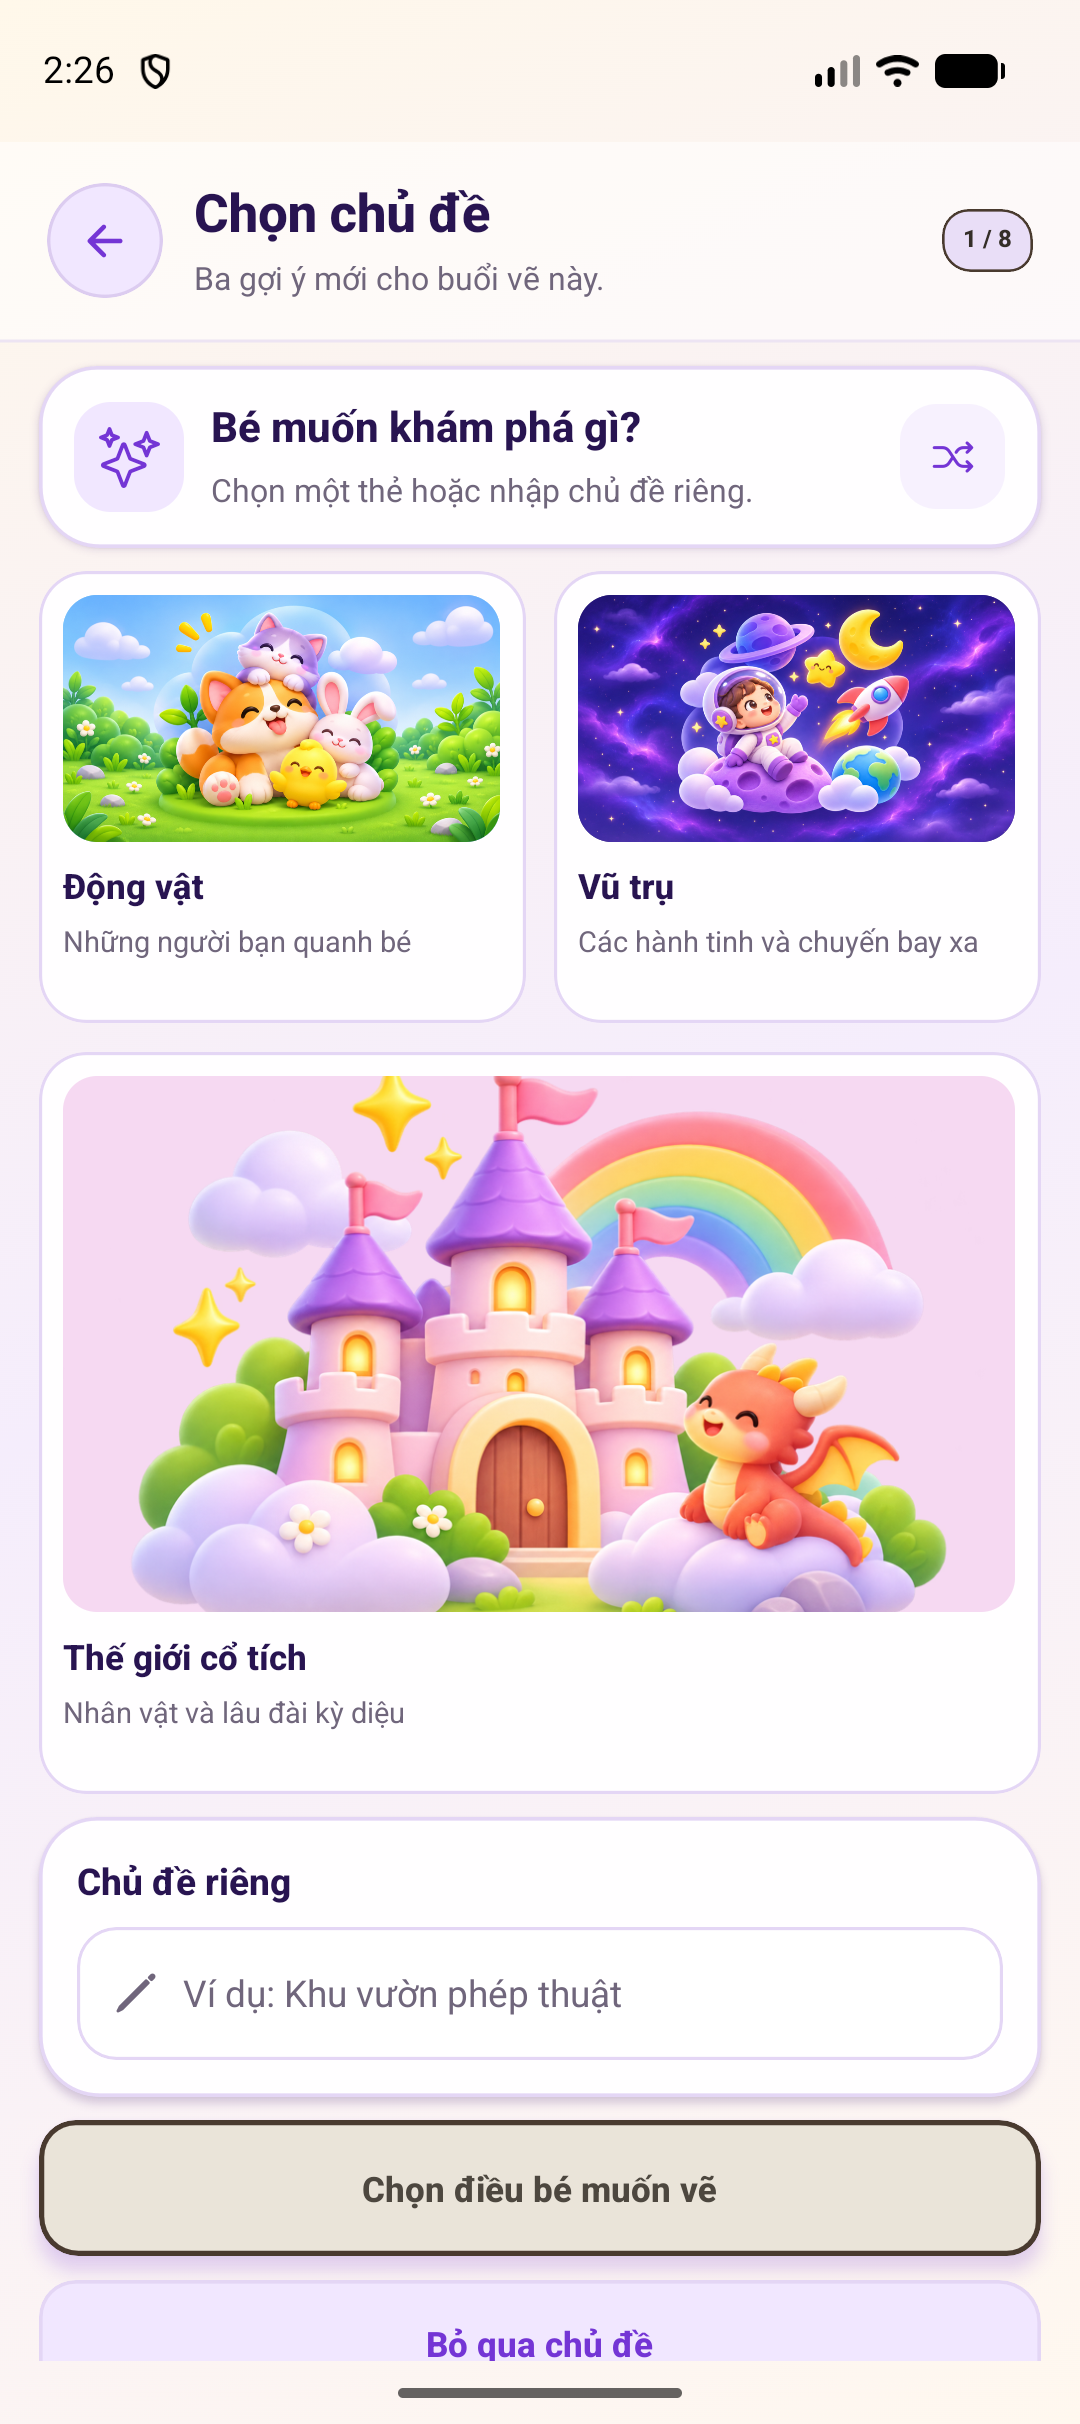 2:26
Chọn chủ đề
Ba gợi ý mới cho buổi vẽ này.
1 / 8
Bé muốn khám phá gì?
Chọn một thẻ hoặc nhập chủ đề riêng.
Động vật
Những người bạn quanh bé
Vũ trụ
Các hành tinh và chuyến bay xa
Thế giới cổ tích
Nhân vật và lâu đài kỳ diệu
Chủ đề riêng
Ví dụ: Khu vườn phép thuật
Chọn điều bé muốn vẽ
Bỏ qua chủ đề